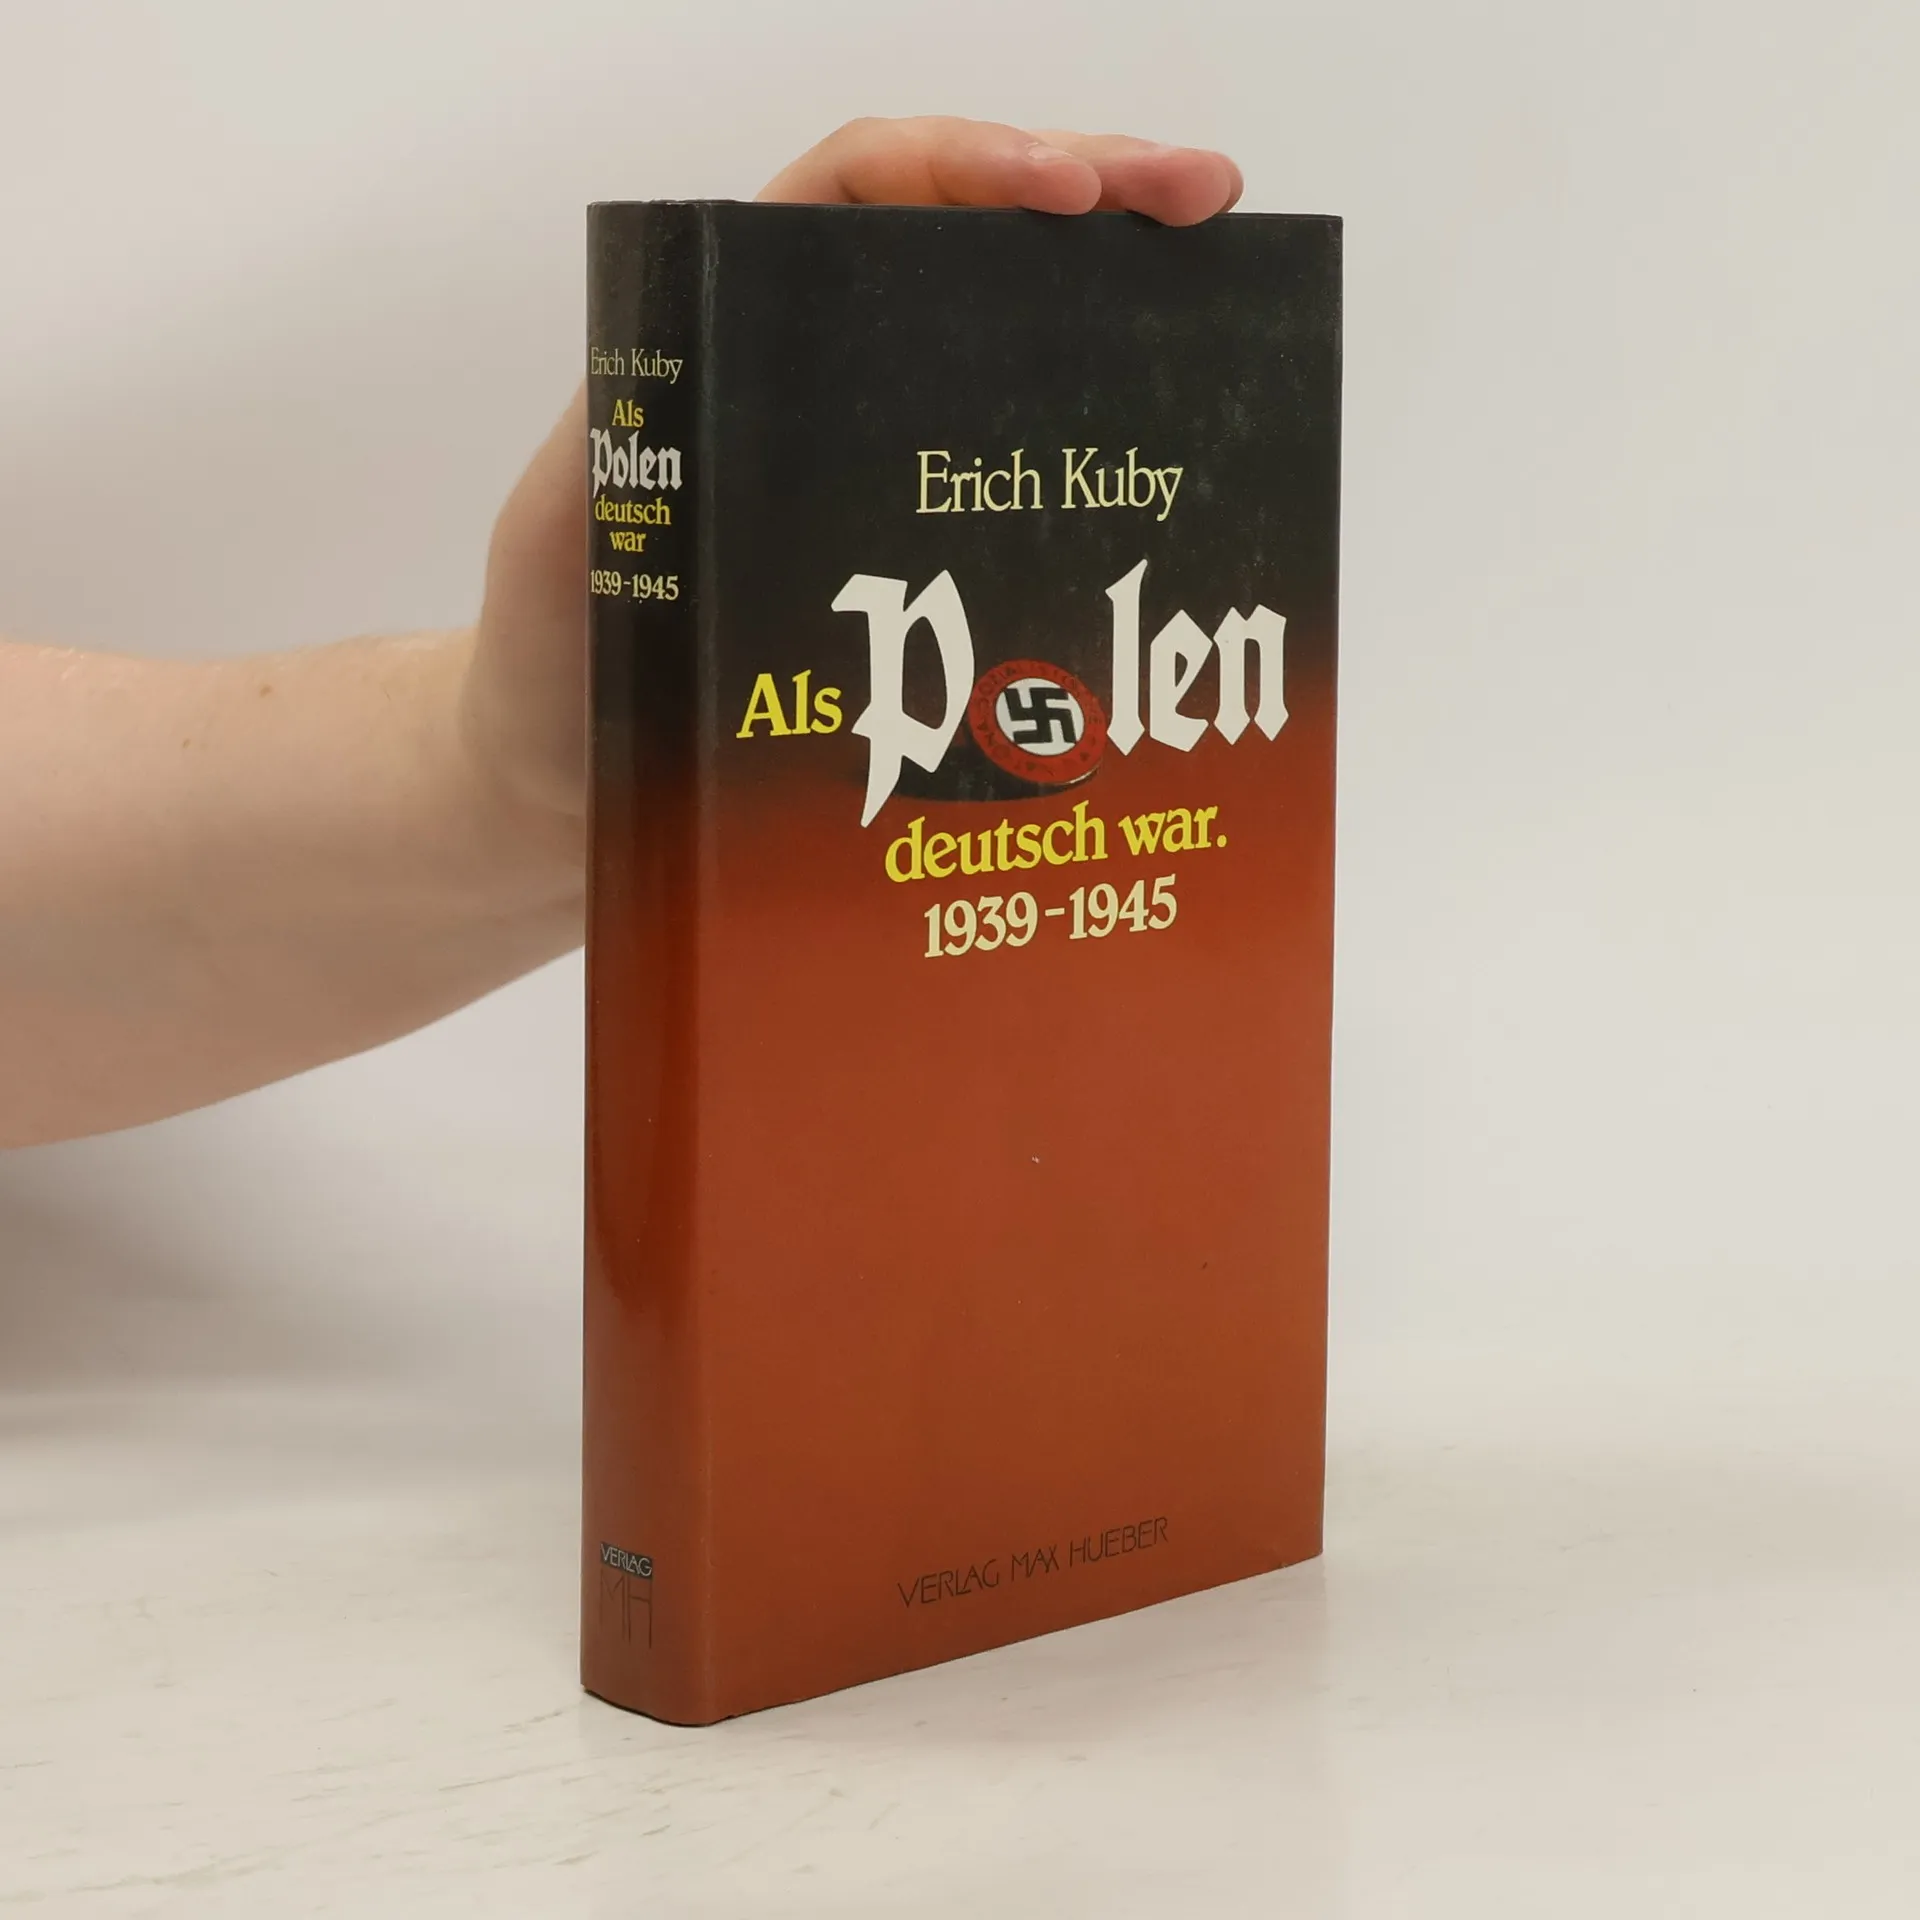 Erich Kuby
Als
Polen
deutsch
war
1939-1945
VERLAG
MH
Erich Kuby
Als Polen
deutsch war.
1939-1945
VERLAG MAX HUEBER